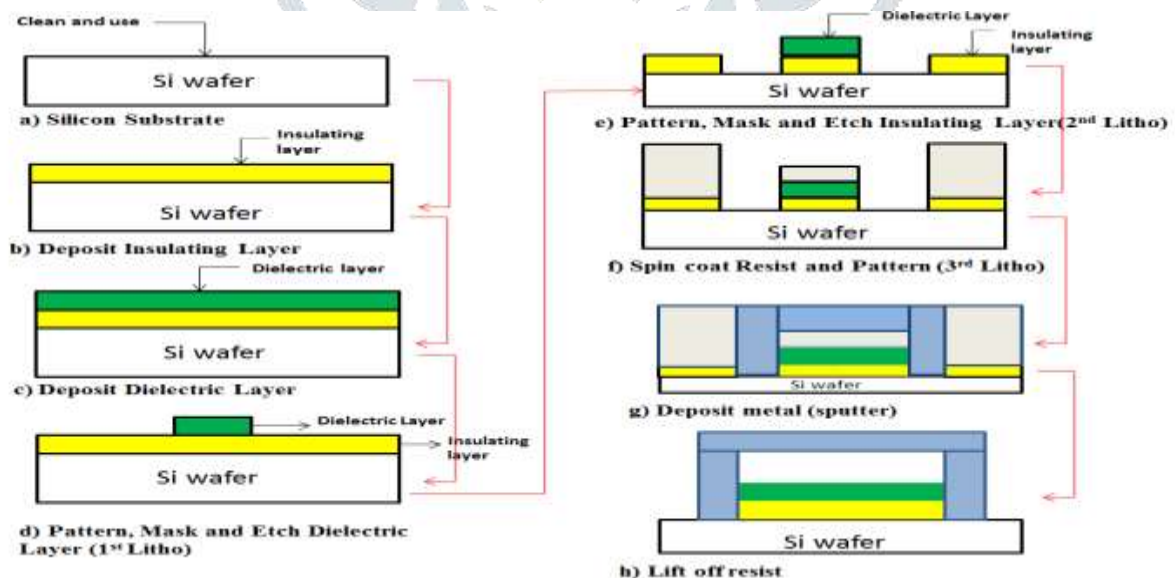 Clean and use
Si wafer
a) Silicon Substrate
Insulating
layer
Si wafer
b) Deposit Insulating Layer
Dielectric layer
Si wafer
c) Deposit Dielectric Layer
Dielectric Layer
Insulating
layer
Si wafer
d) Pattern, Mask and Etch Dielectric
Layer (1st Litho)
Dielectric Layer
Insulating
layer
Si wafer
e) Pattern, Mask and Etch Insulating Layer(2nd Litho)
Si wafer
f) Spin coat Resist and Pattern (3rd Litho)
Si wafer
g) Deposit metal (sputter)
Si wafer
h) Lift off resist